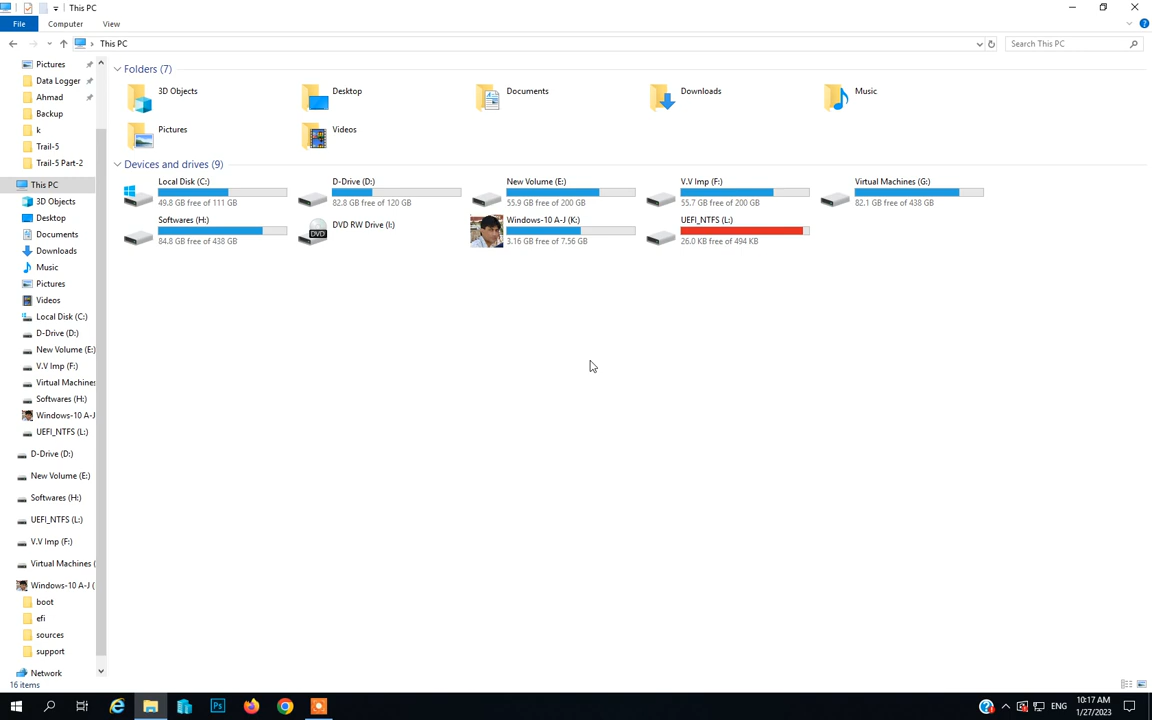 This PC
File Computer View
This PC
Search This PC
Pictures
Data Logger
Ahmad
Backup
k
Trail-5
Trail-5 Part-2
This PC
3D Objects
Desktop
Documents
Downloads
Music
Pictures
Videos
Local Disk (C:)
D-Drive (D:)
New Volume (E:)
V.V Imp (F:)
Virtual Machines
Softwares (H:)
Windows-10 A-J
UEFI_NTFS (L:)
D-Drive (D:)
New Volume (E:)
Softwares (H:)
UEFI_NTFS (L:)
V.V Imp (F:)
Virtual Machines (
Windows-10 A-J (
boot
efi
sources
support
Network
Folders (7)
3D Objects
Desktop
Documents
Downloads
Music
Pictures
Videos
Devices and drives (9)
Local Disk (C:)
49.8 GB free of 111 GB
D-Drive (D:)
82.8 GB free of 120 GB
New Volume (E:)
55.9 GB free of 200 GB
V.V Imp (F:)
55.7 GB free of 200 GB
Virtual Machines (G:)
82.1 GB free of 438 GB
Softwares (H:)
84.8 GB free of 438 GB
DVD RW Drive (I:)
DVD
Windows-10 A-J (K:)
3.16 GB free of 7.56 GB
UEFI_NTFS (L:)
26.0 KB free of 494 KB
16 items
Ps
ENG
10:17 AM
1/27/2023